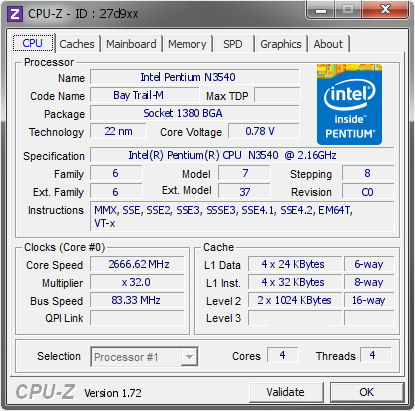 CPU-Z - ID : 27d9xx
CPU Caches Mainboard Memory SPD Graphics About
Processor
Name Intel Pentium N3540
Code Name Bay Trail-M Max TDP
Package Socket 1380 BGA
Technology 22 nm Core Voltage 0.78 V
intel
inside™
PENTIUM®
Specification Intel(R) Pentium(R) CPU N3540 @ 2.16GHz
Family 6 Model 7 Stepping 8
Ext. Family 6 Ext. Model 37 Revision C0
Instructions MMX, SSE, SSE2, SSE3, SSSE3, SSE4.1, SSE4.2, EM64T,
VT-x
Clocks (Core #0)
Core Speed 2666.62 MHz
Multiplier x 32.0
Bus Speed 83.33 MHz
QPI Link
Cache
L1 Data 4 x 24 KBytes 6-way
L1 Inst. 4 x 32 KBytes 8-way
Level 2 2 x 1024 KBytes 16-way
Level 3
Selection Processor #1 Cores 4 Threads 4
CPU-Z Version 1.72 Validate OK